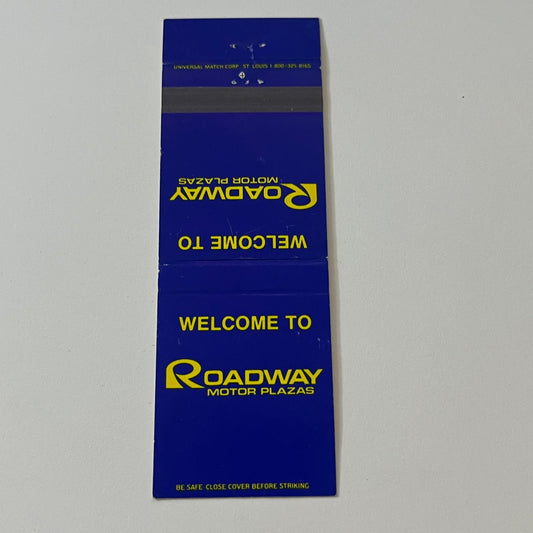 UNIVERSAL MATCH CORP. ST. LOUIS 1-800-325-8165
WELCOME TO
ROADWAY
MOTOR PLAZAS
WELCOME TO
ROADWAY
MOTOR PLAZAS
BE SAFE CLOSE COVER BEFORE STRIKING